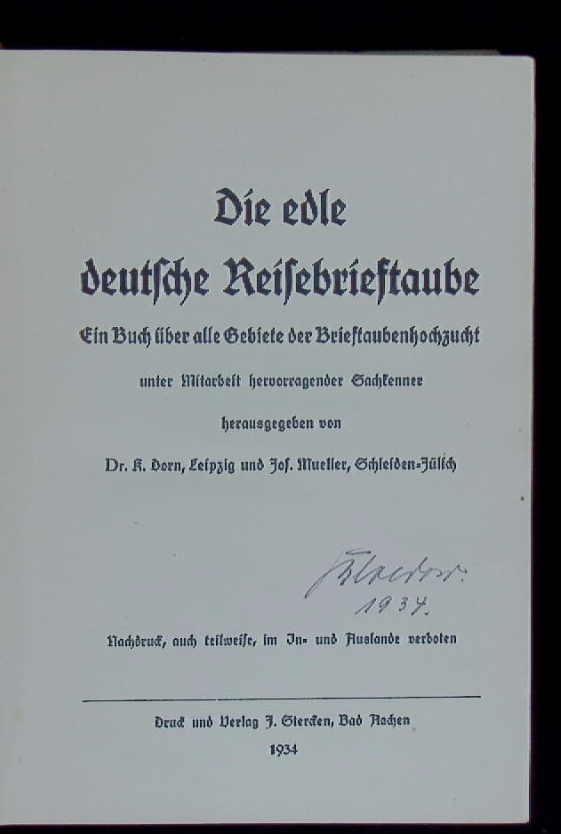 Die edle
deutsche Reisebrieftaube
Ein Buch über alle Gebiete der Brieftaubenhochzucht
unter Mitarbeit hervorragender Sachkenner
herausgegeben von
Dr. K. Dorn, Leipzig und Jos. Mueller, Schleiden-Jülich
1934.
Nachdruck, auch teilweise, im In- und Auslande verboten
Druck und Verlag J. Stercken, Bad Aachen
1934